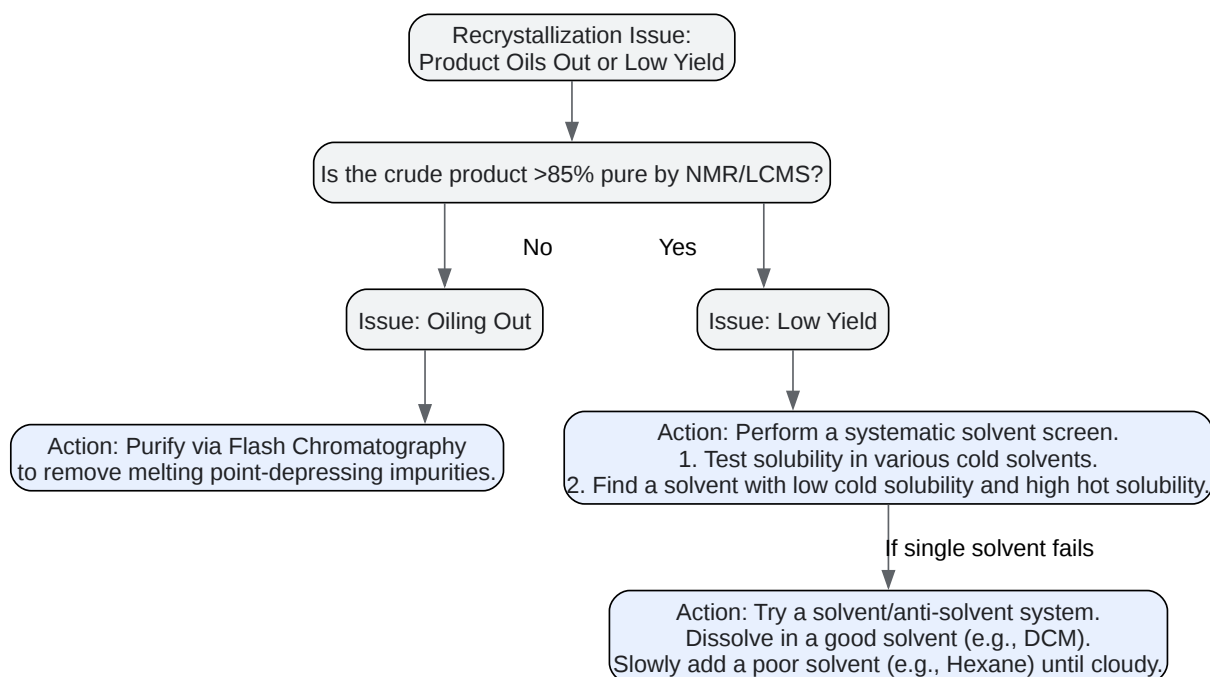 Recrystallization Issue:
Product Oils Out or Low Yield
Is the crude product >85% pure by NMR/LCMS?
No
Yes
Issue: Oiling Out
Issue: Low Yield
Action: Purify via Flash Chromatography
to remove melting point-depressing impurities.
Action: Perform a systematic solvent screen.
1. Test solubility in various cold solvents.
2. Find a solvent with low cold solubility and high hot solubility.
If single solvent fails
Action: Try a solvent/anti-solvent system.
Dissolve in a good solvent (e.g., DCM).
Slowly add a poor solvent (e.g., Hexane) until cloudy.